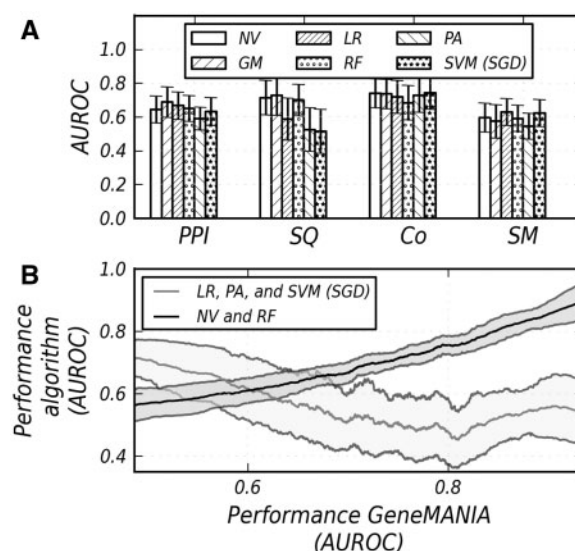 A
1.0
0.8
0.6
0.4
0.2
0.0
AUROC
NV LR PA
GM RF SVM (SGD)
PPI SQ Co SM
B
1.0
0.8
0.6
0.4
Performance
algorithm
(AUROC)
LR, PA, and SVM (SGD)
NV and RF
0.6 0.8
Performance GeneMANIA
(AUROC)